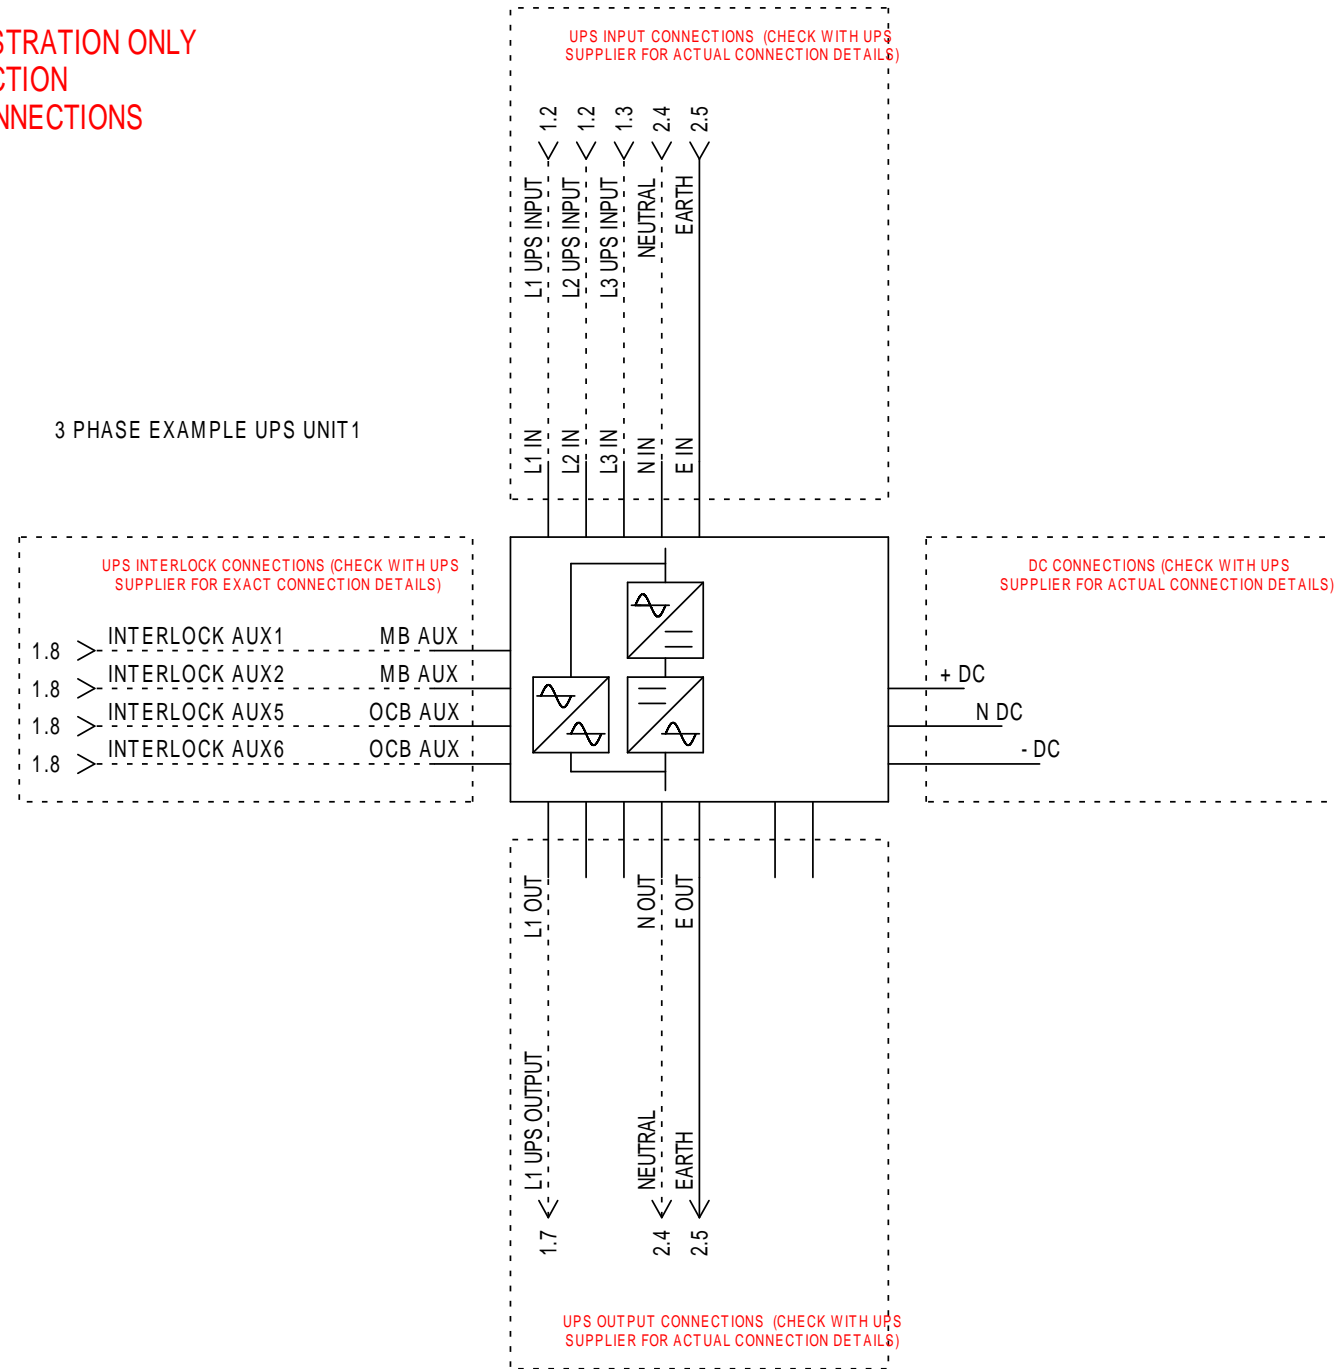 STRATION ONLY
CTION
NNECTIONS
UPS INPUT CONNECTIONS (CHECK WITH UPS
SUPPLIER FOR ACTUAL CONNECTION DETAILS)
1.2
1.2
1.3
2.4
2.5
L1 UPS INPUT
L2 UPS INPUT
L3 UPS INPUT
NEUTRAL
EARTH
3 PHASE EXAMPLE UPS UNIT1
L1 IN
L2 IN
L3 IN
N IN
E IN
UPS INTERLOCK CONNECTIONS (CHECK WITH UPS
SUPPLIER FOR EXACT CONNECTION DETAILS)
1.8 INTERLOCK AUX1 MB AUX
1.8 INTERLOCK AUX2 MB AUX
1.8 INTERLOCK AUX5 OCB AUX
1.8 INTERLOCK AUX6 OCB AUX
DC CONNECTIONS (CHECK WITH UPS
SUPPLIER FOR ACTUAL CONNECTION DETAILS)
+ DC
N DC
- DC
L1 OUT
N OUT
E OUT
L1 UPS OUTPUT
NEUTRAL
EARTH
1.7
2.4
2.5
UPS OUTPUT CONNECTIONS (CHECK WITH UPS
SUPPLIER FOR ACTUAL CONNECTION DETAILS)